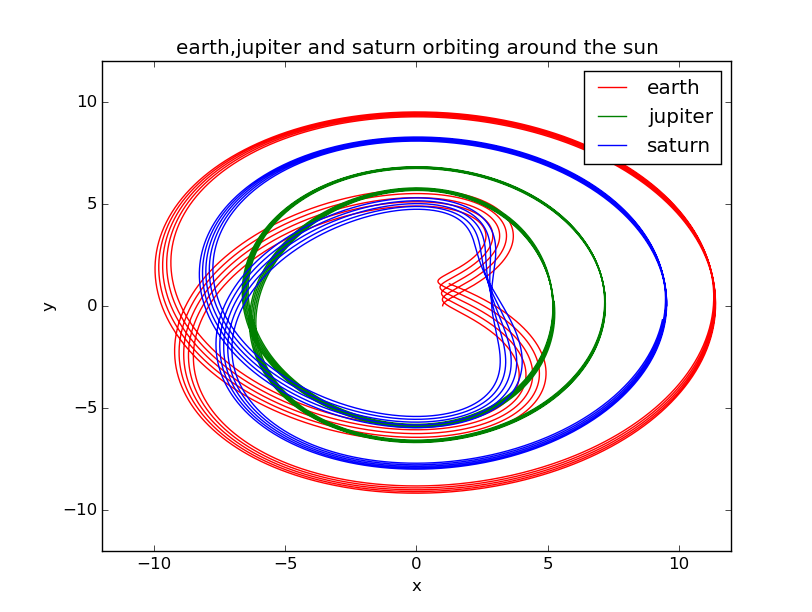 earth,jupiter and saturn orbiting around the sun
earth
jupiter
saturn
10
5
0
−5
−10
y
−10
−5
0
5
10
x